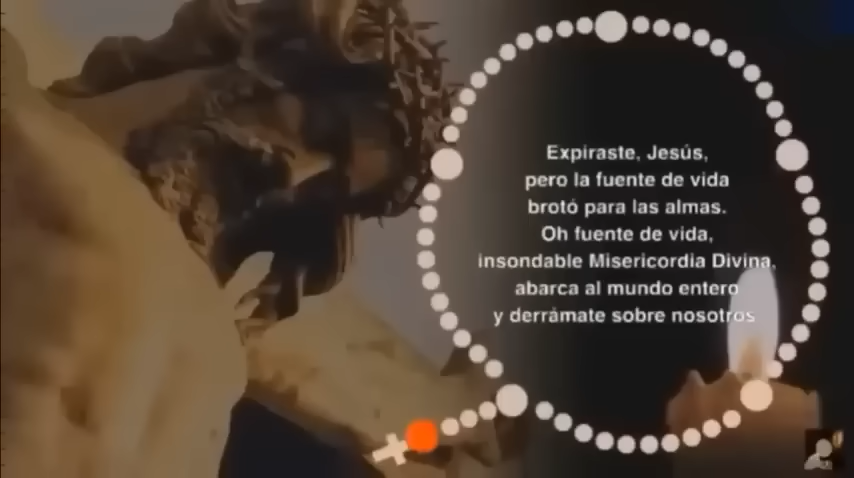 Expiraste, Jesús,
pero la fuente de vida
brotó para las almas.
Oh fuente de vida,
insondable Misericordia Divina,
abarca al mundo entero
y derrámate sobre nosotros